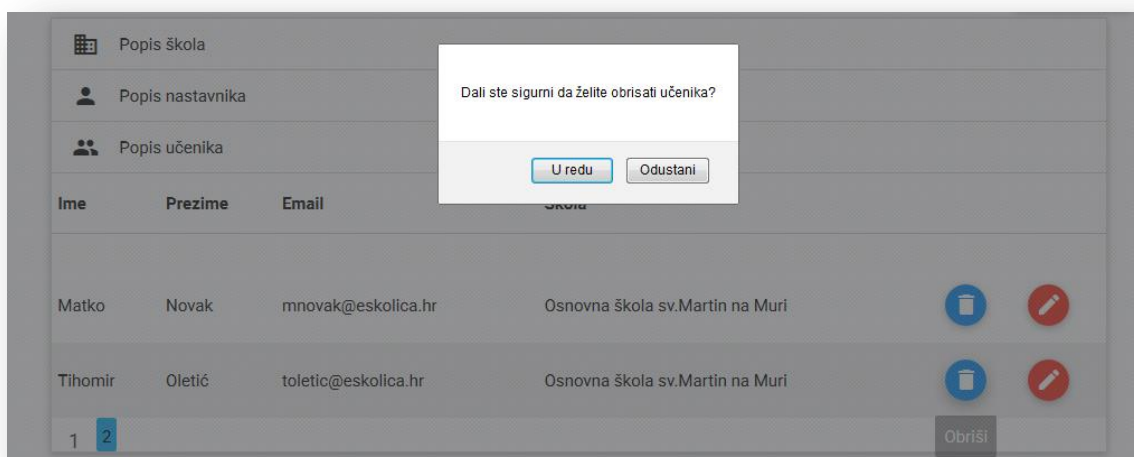 Popis škola
Popis nastavnika
Popis učenika
Dali ste sigurni da želite obrisati učenika?
U redu Odustani
Ime Prezime Email Škola
Matko Novak mnovak@eskolica.hr Osnovna škola sv.Martin na Muri
Tihomir Oletić toletic@eskolica.hr Osnovna škola sv.Martin na Muri
1 2
Obriši